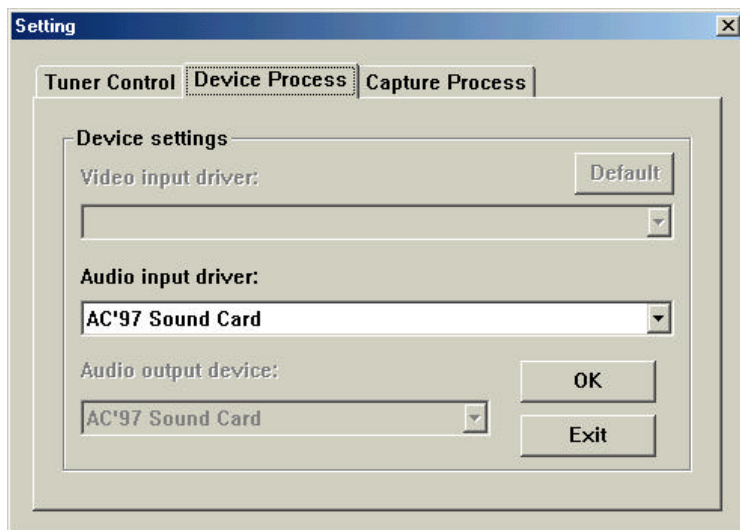 Setting
Tuner Control Device Process Capture Process
Device settings
Video input driver:
Default
Audio input driver:
AC'97 Sound Card
Audio output device:
OK
AC'97 Sound Card
Exit